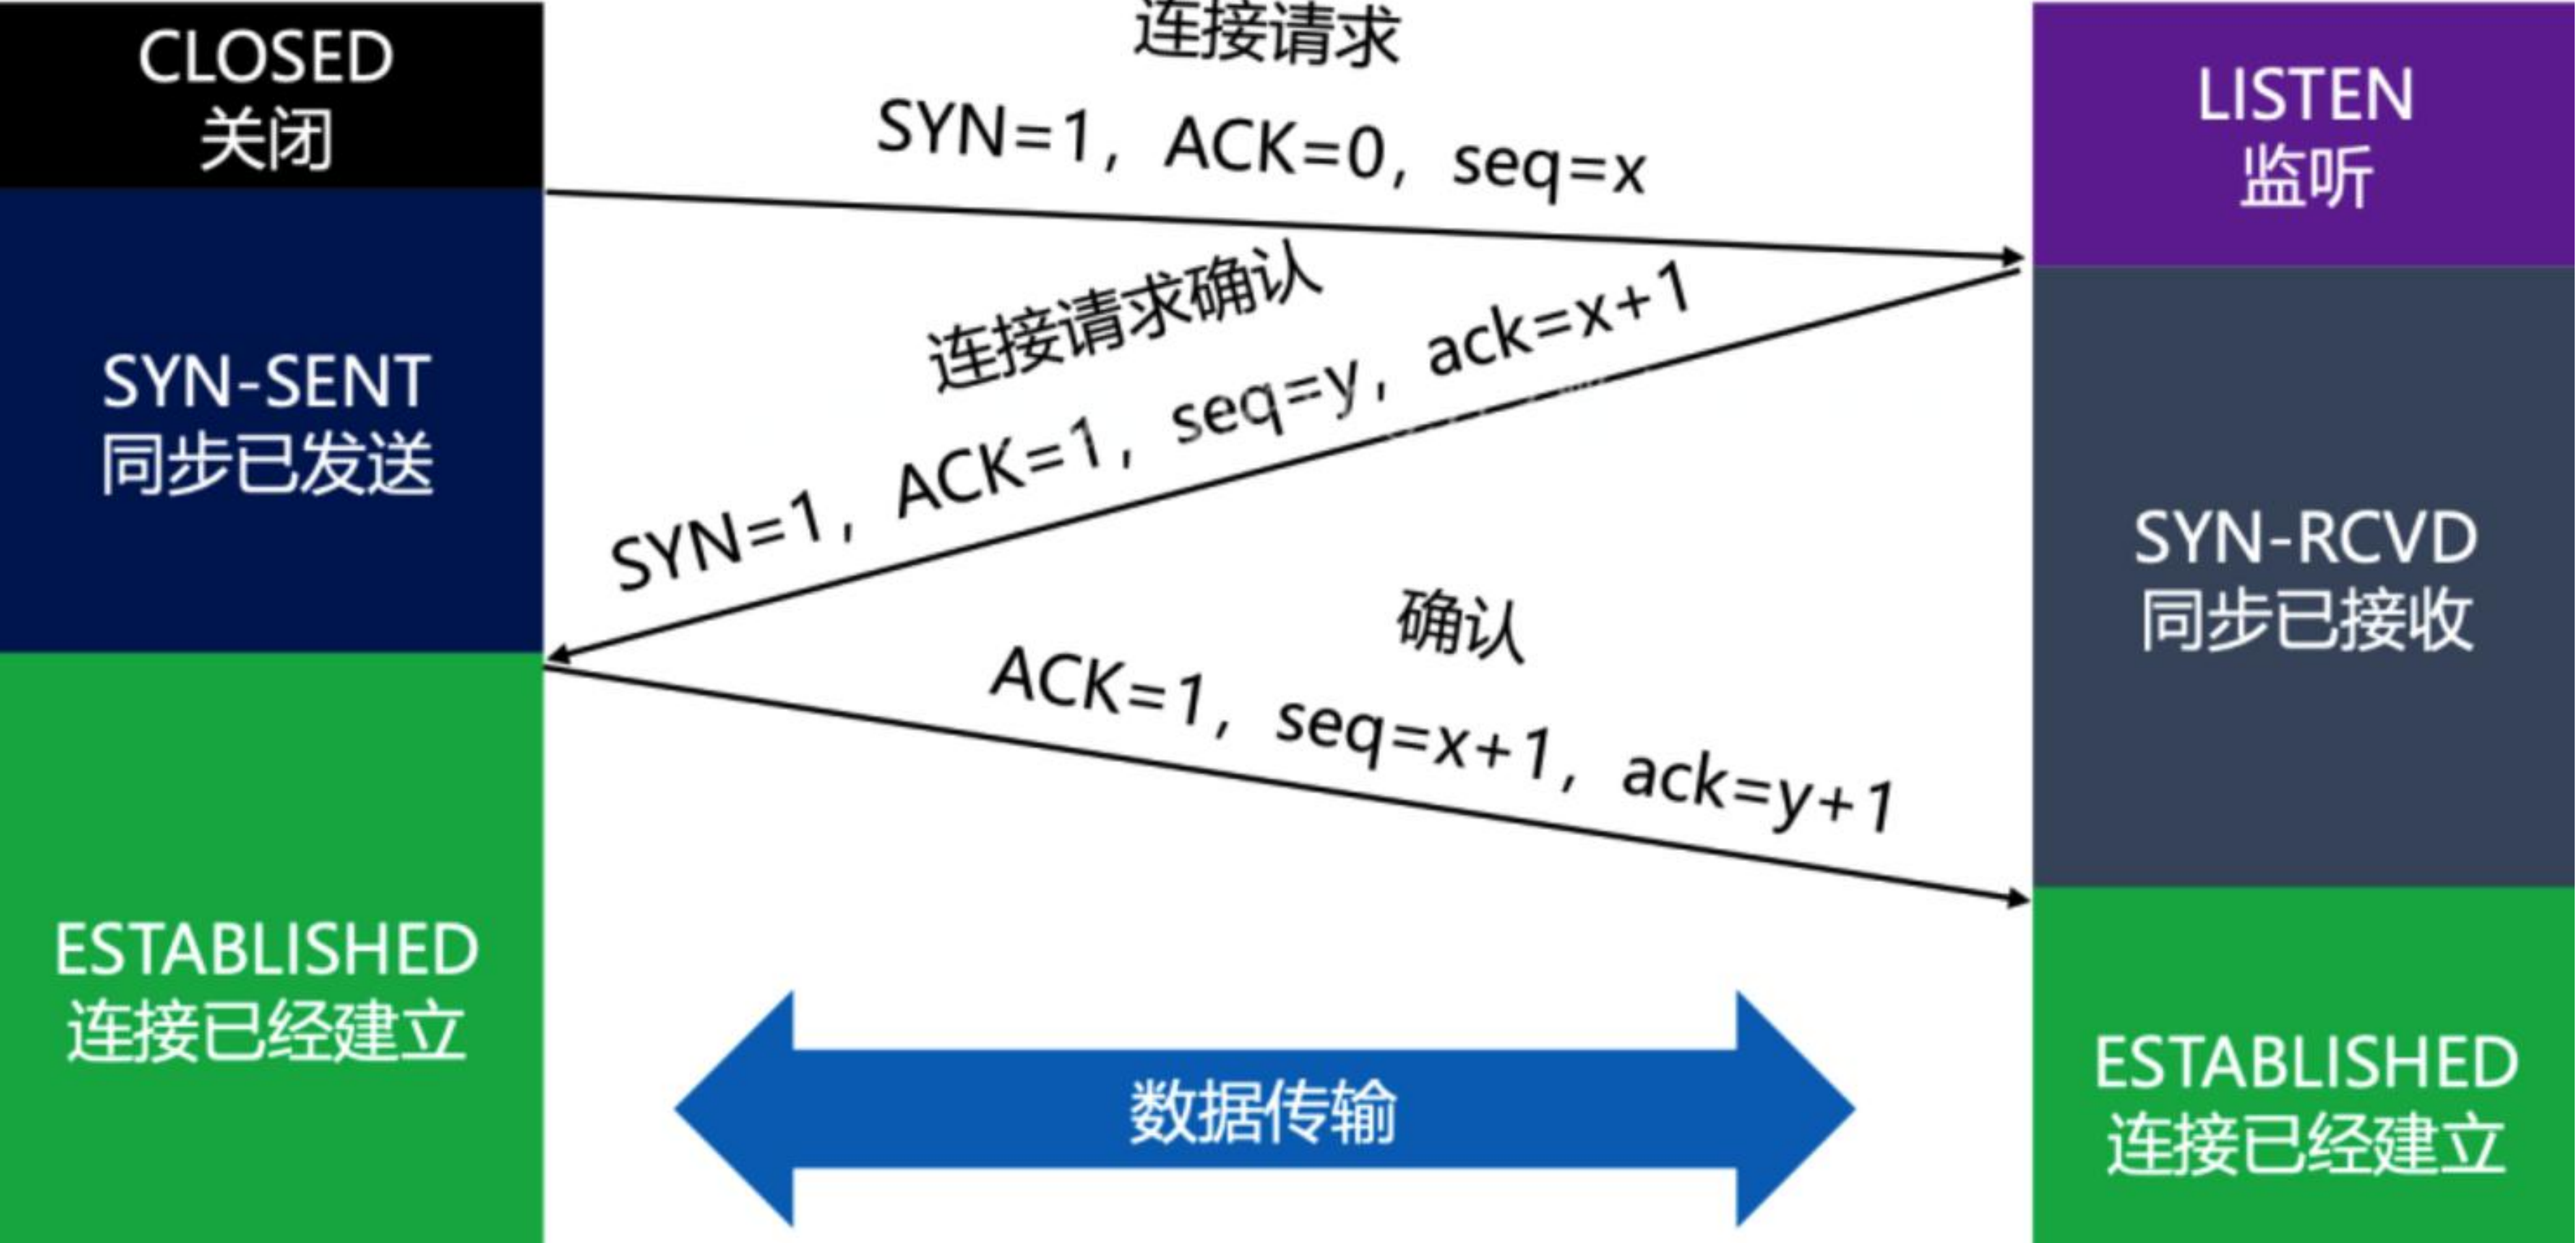 CLOSED
关闭
连接请求
SYN=1, ACK=0, seq=x
LISTEN
监听
SYN-SENT
同步已发送
连接请求确认
SYN=1, ACK=1, seq=y, ack=x+1
SYN-RCVD
同步已接收
确认
ACK=1, seq=x+1, ack=y+1
ESTABLISHED
连接已经建立
数据传输
ESTABLISHED
连接已经建立